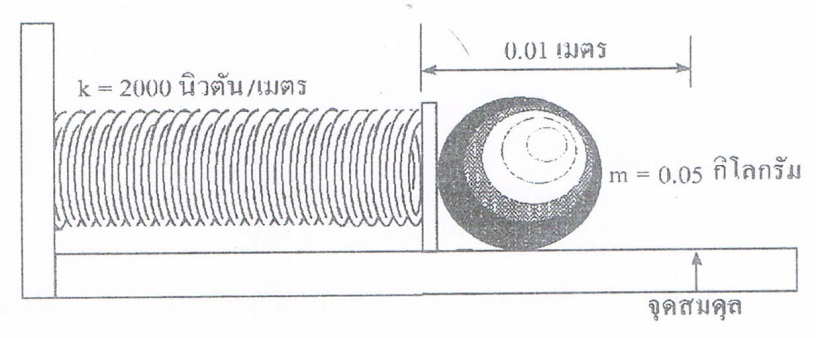 0.01 เมตร
k = 2000 นิวตัน/เมตร
m = 0.05 กิโลกรัม
จุดสมดุล